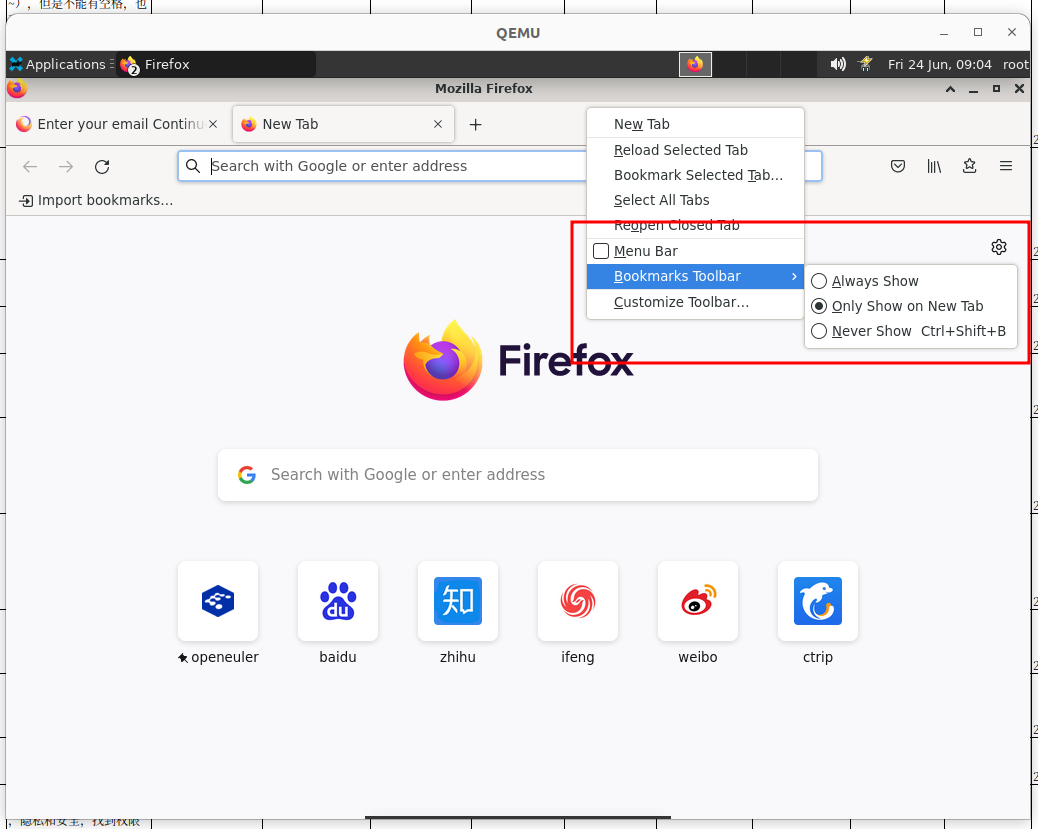 ~），但是不能有空格，也
QEMU
Applications
2
Firefox
Fri 24 Jun, 09:04
root
Mozilla Firefox
Enter your email Continu
New Tab
Search with Google or enter address
Import bookmarks...
New Tab
Reload Selected Tab
Bookmark Selected Tab...
Select All Tabs
Reopen Closed Tab
Menu Bar
Bookmarks Toolbar
Customize Toolbar...
Always Show
Only Show on New Tab
Never Show Ctrl+Shift+B
Firefox
Search with Google or enter address
du
知
openeuler
baidu
zhihu
ifeng
weibo
ctrip
，隐私和安全，找到权限